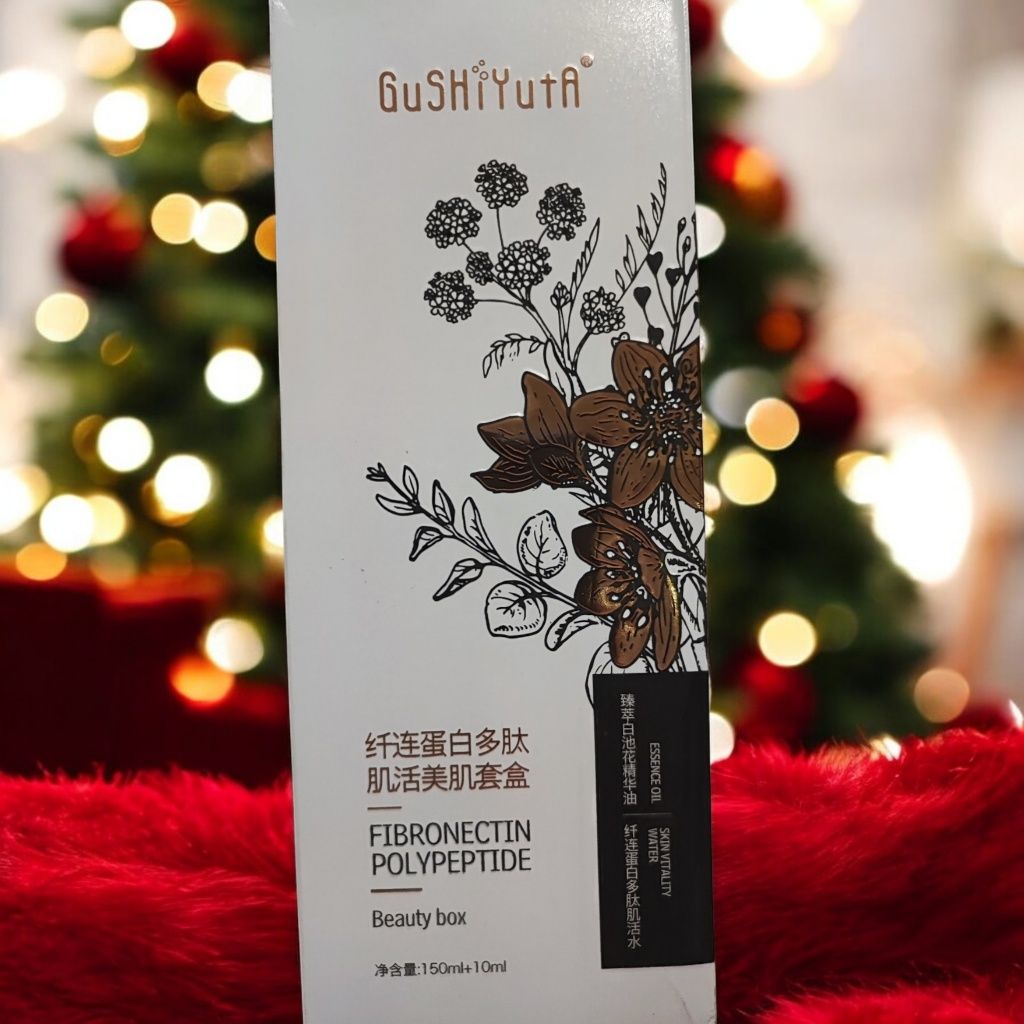 GuSHiYutA®
纤连蛋白多肽
肌活美肌套盒
FIBRONECTIN
POLYPEPTIDE
Beauty box
净含量:150ml+10ml
臻萃白池花精华油
ESSENCE OIL
纤连蛋白多肽肌活水
SKIN VITALITY
WATER